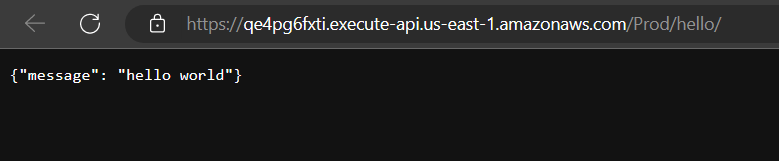 https://qe4pg6fxti.execute-api.us-east-1.amazonaws.com/Prod/hello/
{"message": "hello world"}